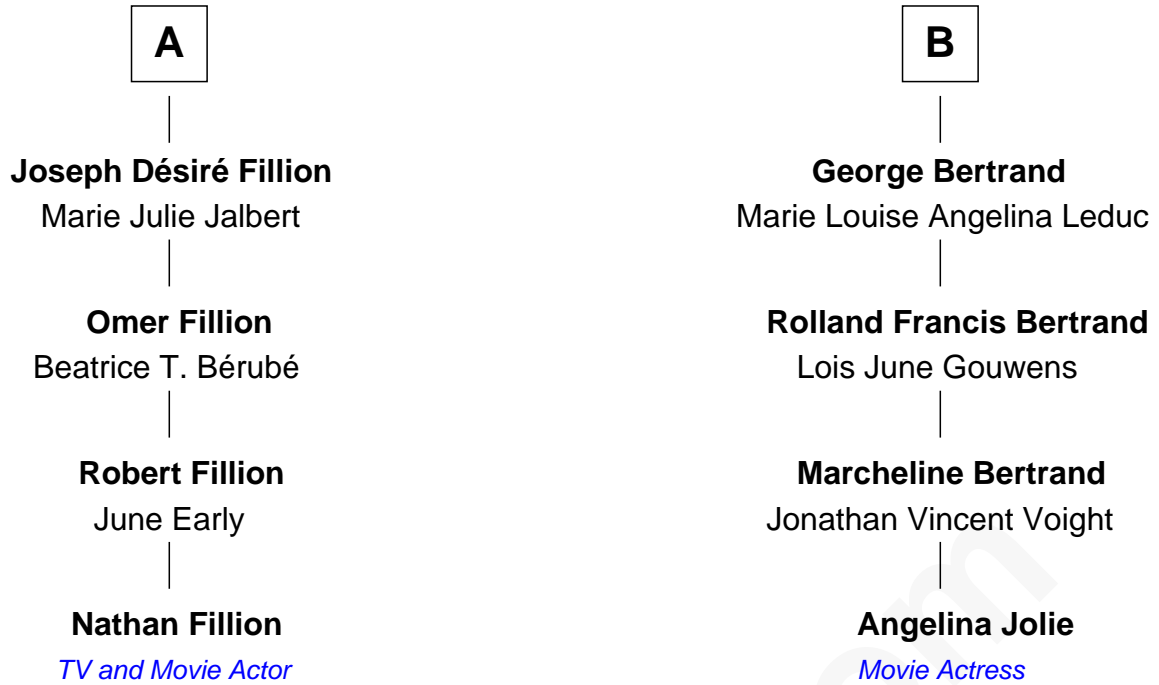 A
Joseph Désiré Fillion
Marie Julie Jalbert
Omer Fillion
Beatrice T. Bérubé
Robert Fillion
June Early
Nathan Fillion
TV and Movie Actor
B
George Bertrand
Marie Louise Angelina Leduc
Rolland Francis Bertrand
Lois June Gouwens
Marcheline Bertrand
Jonathan Vincent Voight
Angelina Jolie
Movie Actress